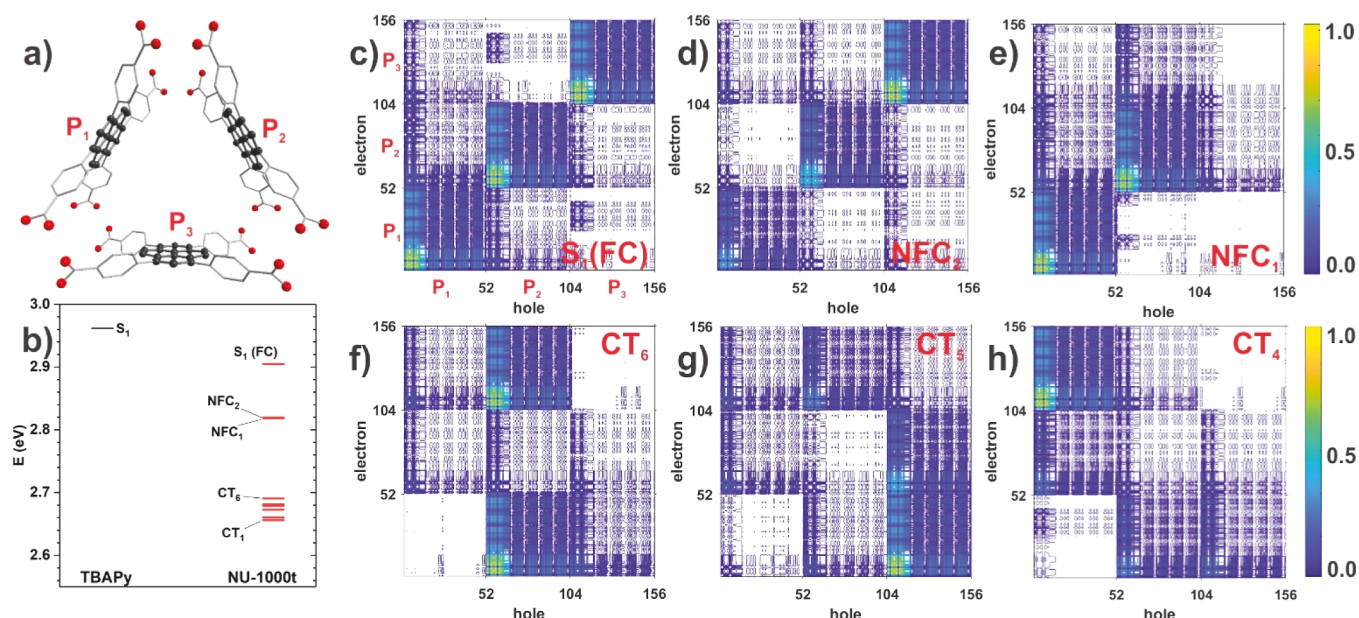 a)
P1
P2
P3
b)
3.0
2.9
2.8
2.7
2.6
E (eV)
S1
S1 (FC)
NFC2
NFC1
CT6
CT1
TBAPy
NU-1000t
c)
156
104
52
electron
P3
P2
P1
S1(FC)
P1
P2
P3
52
104
156
hole
d)
156
104
52
electron
NFC2
52
104
156
hole
e)
156
104
52
electron
NFC1
52
104
156
hole
1.0
0.5
0.0
f)
156
104
52
electron
CT6
52
104
156
hole
g)
156
104
52
electron
CT5
52
104
156
hole
h)
156
104
52
electron
CT4
52
104
156
hole
1.0
0.5
0.0